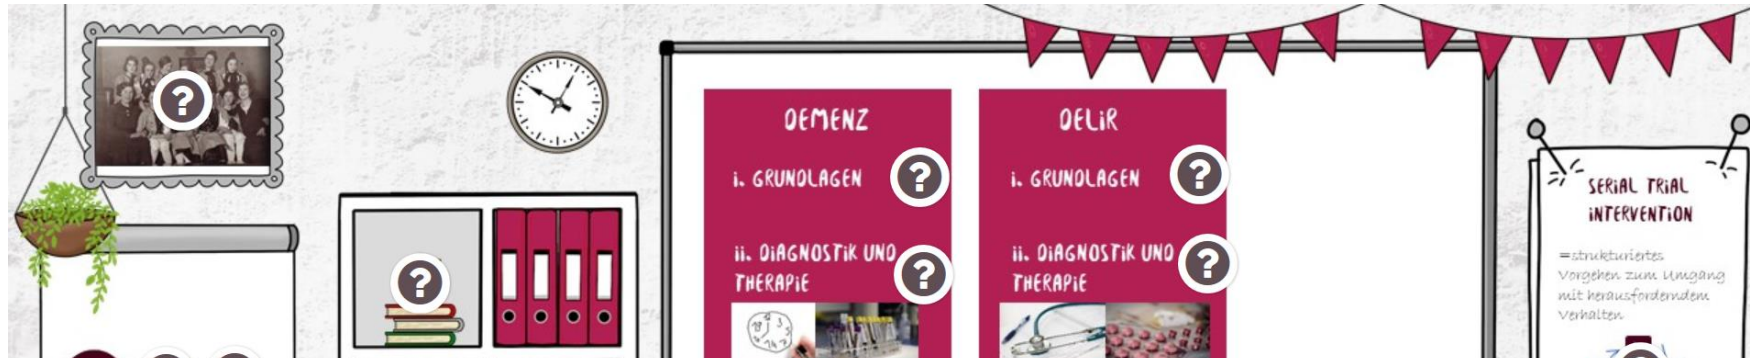 DEMENZ
i. GRUNDLAGEN
ii. DiAGNOSTiK UND
THERAPiE
DELiR
i. GRUNDLAGEN
ii. DiAGNOSTiK UND
THERAPiE
SERiAL TRiAL
iNTERVENTiON
=strukturiertes
Vorgehen zum Umgang
mit herausforderndem
Verhalten